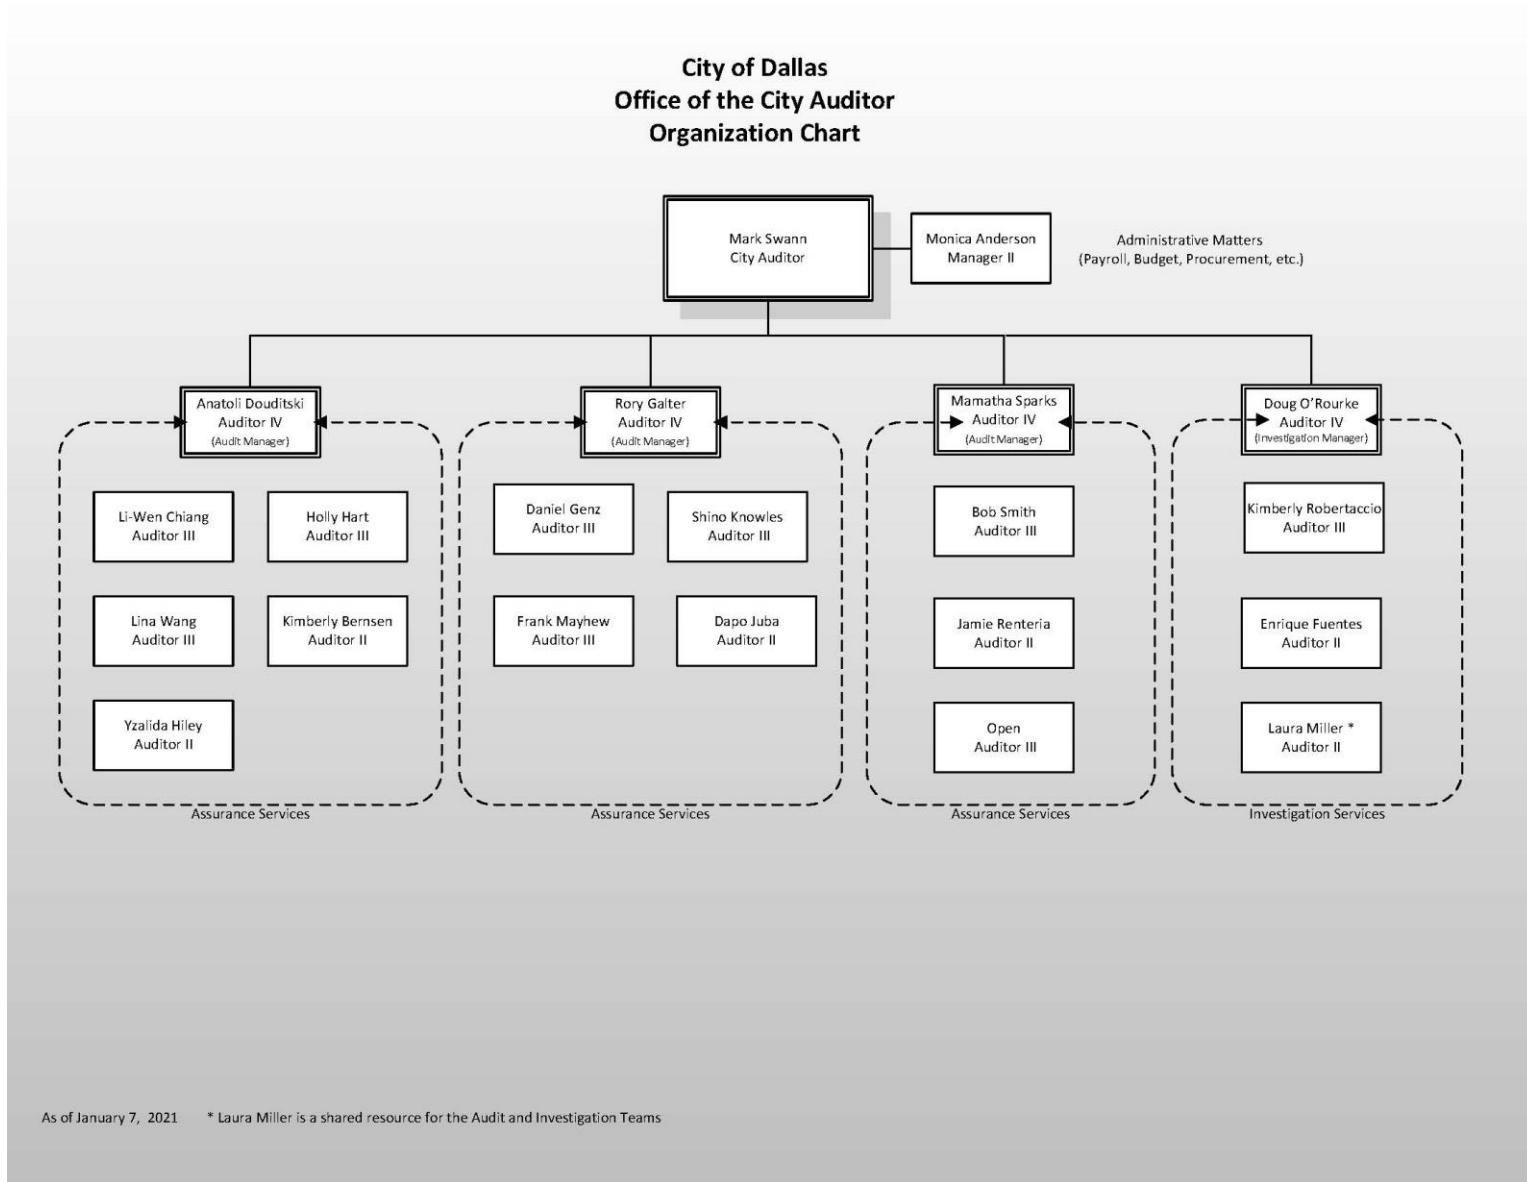 City of Dallas
Office of the City Auditor
Organization Chart
Mark Swann
City Auditor
Monica Anderson
Manager II
Administrative Matters
(Payroll, Budget, Procurement, etc.)
Anatoli Douditski
Auditor IV
(Audit Manager)
Rory Galter
Auditor IV
(Audit Manager)
Mamatha Sparks
Auditor IV
(Audit Manager)
Doug O'Rourke
Auditor IV
(Investigation Manager)
Li-Wen Chiang
Auditor III
Holly Hart
Auditor III
Lina Wang
Auditor III
Kimberly Bernsen
Auditor II
Yzalida Hiley
Auditor II
Assurance Services
Daniel Genz
Auditor III
Shino Knowles
Auditor III
Frank Mayhew
Auditor III
Dapo Juba
Auditor II
Assurance Services
Bob Smith
Auditor III
Jamie Renteria
Auditor II
Open
Auditor III
Assurance Services
Kimberly Robertaccio
Auditor III
Enrique Fuentes
Auditor II
Laura Miller *
Auditor II
Investigation Services
As of January 7, 2021 * Laura Miller is a shared resource for the Audit and Investigation Teams